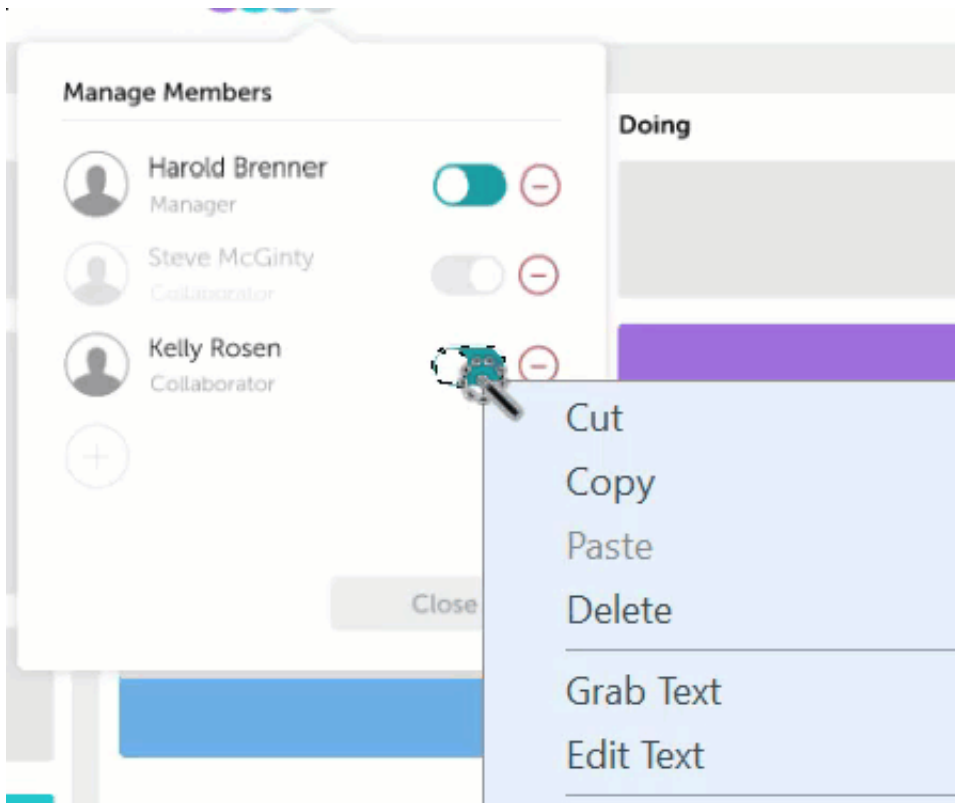 Manage Members
Doing
Harold Brenner
Manager
Steve McGinty
Collaborator
Kelly Rosen
Collaborator
Close
Cut
Copy
Paste
Delete
Grab Text
Edit Text